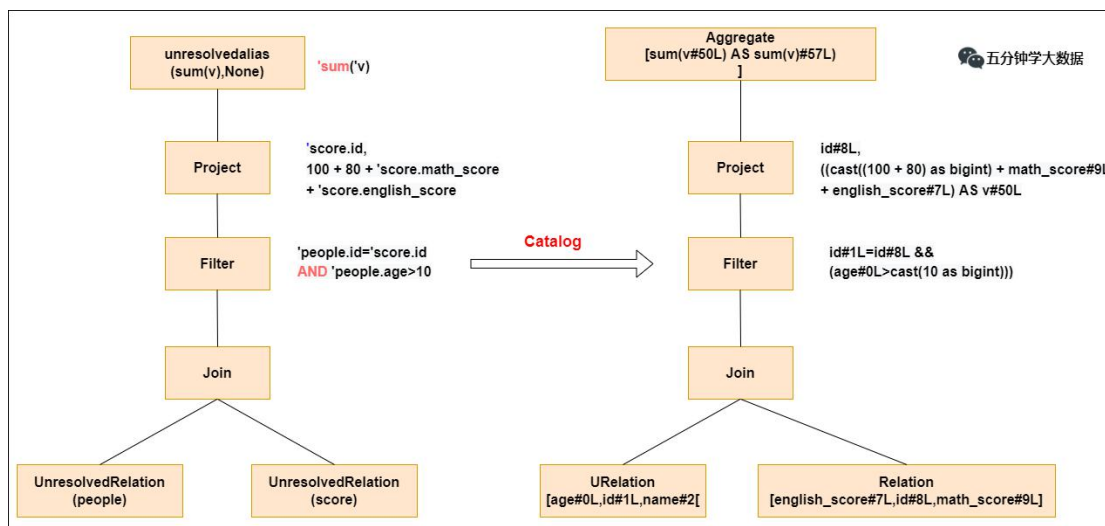 unresolvedalias
(sum(v),None)
'sum('v)
Project
'score.id,
100 + 80 + 'score.math_score
+ 'score.english_score
Filter
'people.id='score.id
AND 'people.age>10
Join
UnresolvedRelation
(people)
UnresolvedRelation
(score)
Catalog
Aggregate
[sum(v#50L) AS sum(v)#57L)
]
五分钟学大数据
Project
id#8L,
((cast((100 + 80) as bigint) + math_score#9L
+ english_score#7L) AS v#50L
Filter
id#1L=id#8L &&
(age#0L>cast(10 as bigint)))
Join
URelation
[age#0L,id#1L,name#2[
Relation
[english_score#7L,id#8L,math_score#9L]